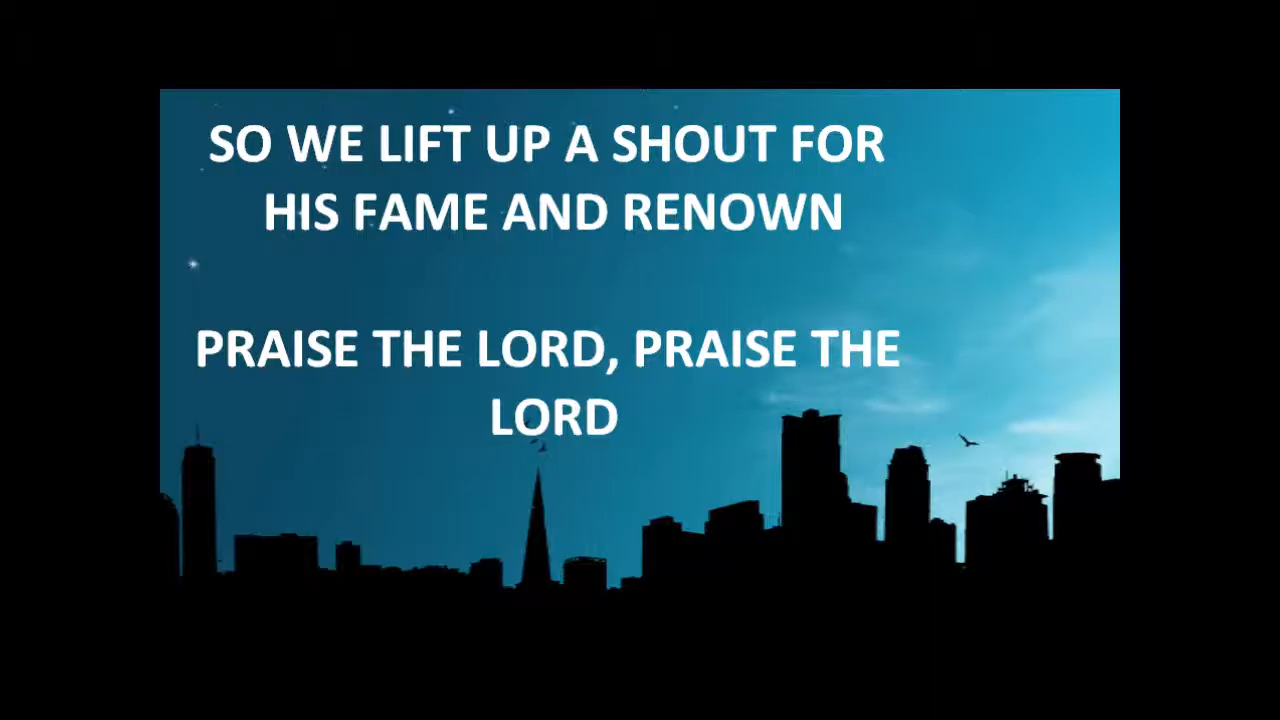 SO WE LIFT UP A SHOUT FOR
HIS FAME AND RENOWN
PRAISE THE LORD, PRAISE THE
LORD